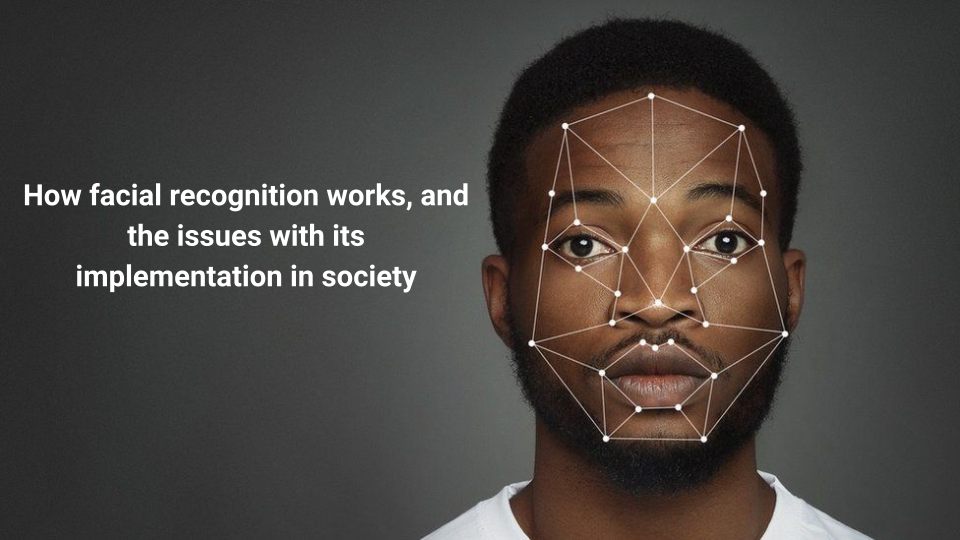 How facial recognition works, and
the issues with its
implementation in society